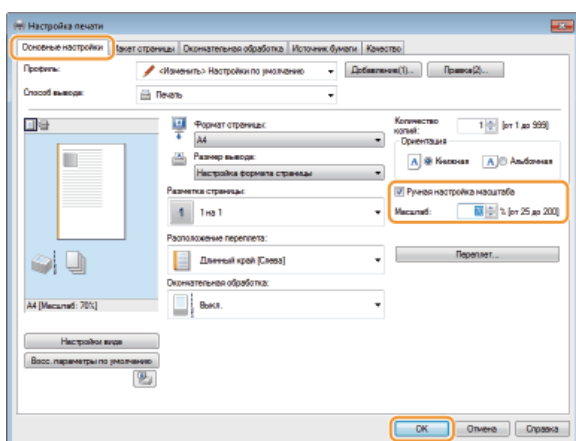 Настройка печати
Основные настройки Макет страницы Окончательная обработка Источник бумаги Качество
Профиль: <Изменить> Настройки по умолчанию Добавление(1)... Правка(2)...
Способ вывода: Печать
Формат страницы:
A4
Размер вывода:
Настройка формата страницы
Количество копий: 1 [от 1 до 999]
Ориентация
A Книжная A Альбомная
Разметка страницы:
1 1 на 1
Ручная настройка масштаба
Масштаб: % [от 25 до 200]
Расположение переплета:
Длинный край [Слева]
Переплет...
Окончательная обработка:
Выкл.
A4 [Масштаб: 70%]
Настройки вида
Восс. параметры по умолчанию
OK Отмена Справка